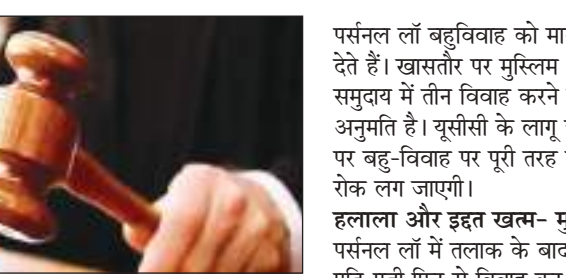 पर्सनल लॉ बहुविवाह को
देते हैं। खासतौर पर मुस्लिम
समुदाय में तीन विवाह करने
अनुमति है। यूसीसी के लागू
पर बहु-विवाह पर पूरी तरह
रोक लग जाएगी।
हलाला और इद्दत खत्म-
पर्सनल लॉ में तलाक के बाद